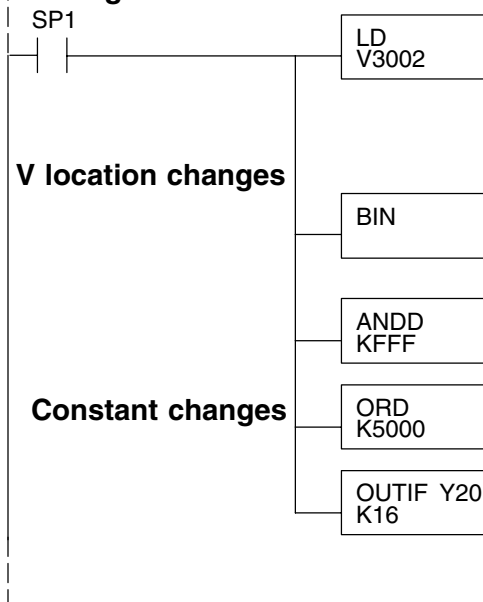 SP1
LD
V3002
V location changes
BIN
ANDD
KFFF
Constant changes
ORD
K5000
OUTIF Y20
K16